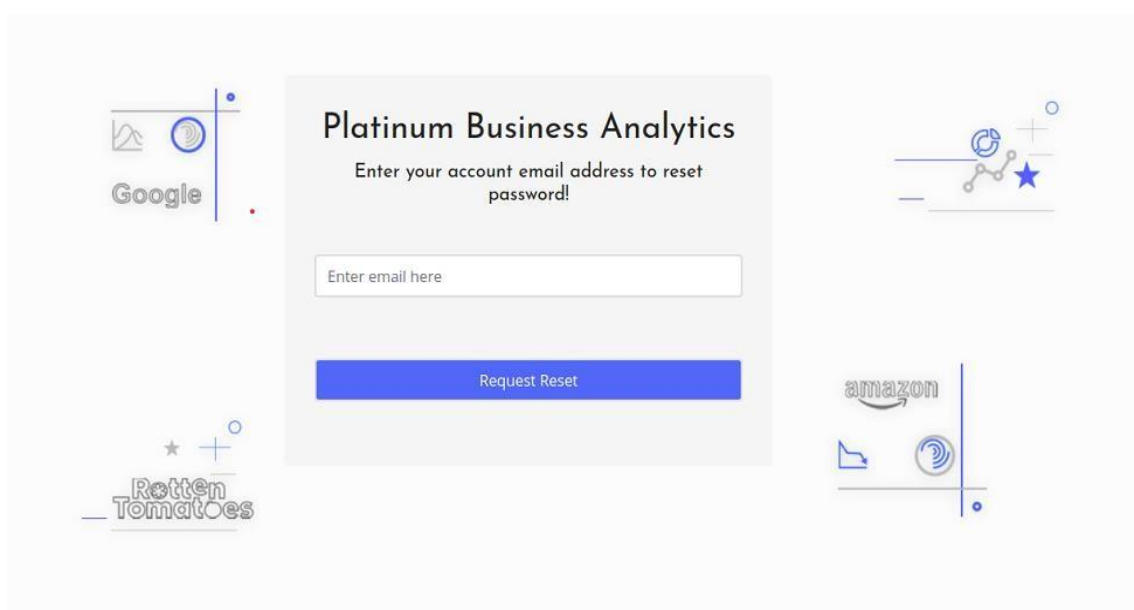 Platinum Business Analytics
Enter your account email address to reset
password!
Google
Enter email here
Request Reset
amazon
Rotten
Tomatoes